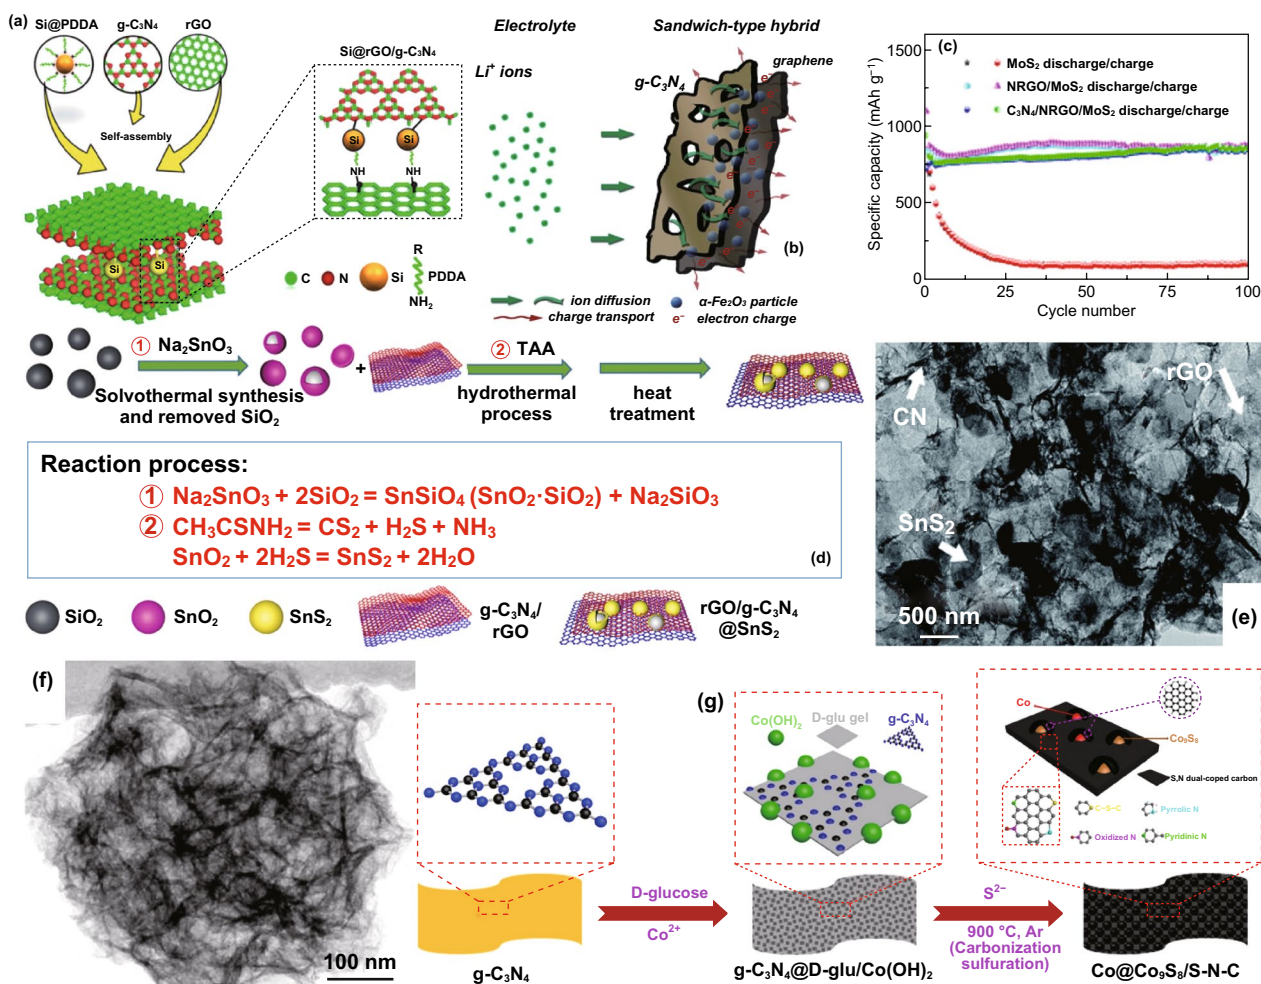 (a)
Si@PDDA
g-C₃N₄
rGO
Self-assembly
Si
Si
Si@rGO/g-C₃N₄
Si
Si
NH
NH
C
N
Si
R
PDDA
NH₂
Electrolyte
Sandwich-type hybrid
Li⁺ ions
g-C₃N₄
graphene
e⁻
(b)
ion diffusion
α-Fe₂O₃ particle
charge transport
e⁻ electron charge
(c)
Specific capacity (mAh g⁻¹)
1500
1000
500
0
MoS₂ discharge/charge
NRGO/MoS₂ discharge/charge
C₃N₄/NRGO/MoS₂ discharge/charge
0 25 50 75 100
Cycle number
① Na₂SnO₃
Solvothermal synthesis
and removed SiO₂
+
② TAA
hydrothermal
process
heat
treatment
Reaction process:
① Na₂SnO₃ + 2SiO₂ = SnSiO₄ (SnO₂·SiO₂) + Na₂SiO₃
② CH₃CSNH₂ = CS₂ + H₂S + NH₃
SnO₂ + 2H₂S = SnS₂ + 2H₂O
(d)
SiO₂
SnO₂
SnS₂
g-C₃N₄/
rGO
rGO/g-C₃N₄
@SnS₂
CN
rGO
SnS₂
500 nm
(e)
(f)
100 nm
(g)
g-C₃N₄
D-glucose
Co²⁺
Co(OH)₂
D-glu gel
g-C₃N₄
g-C₃N₄@D-glu/Co(OH)₂
S²⁻
900 °C, Ar
(Carbonization
sulfuration)
Co
Co₉S₈
S,N dual-coped carbon
C-S-C
Pyrrolic N
Oxidized N
Pyridinic N
Co@Co₉S₈/S-N-C